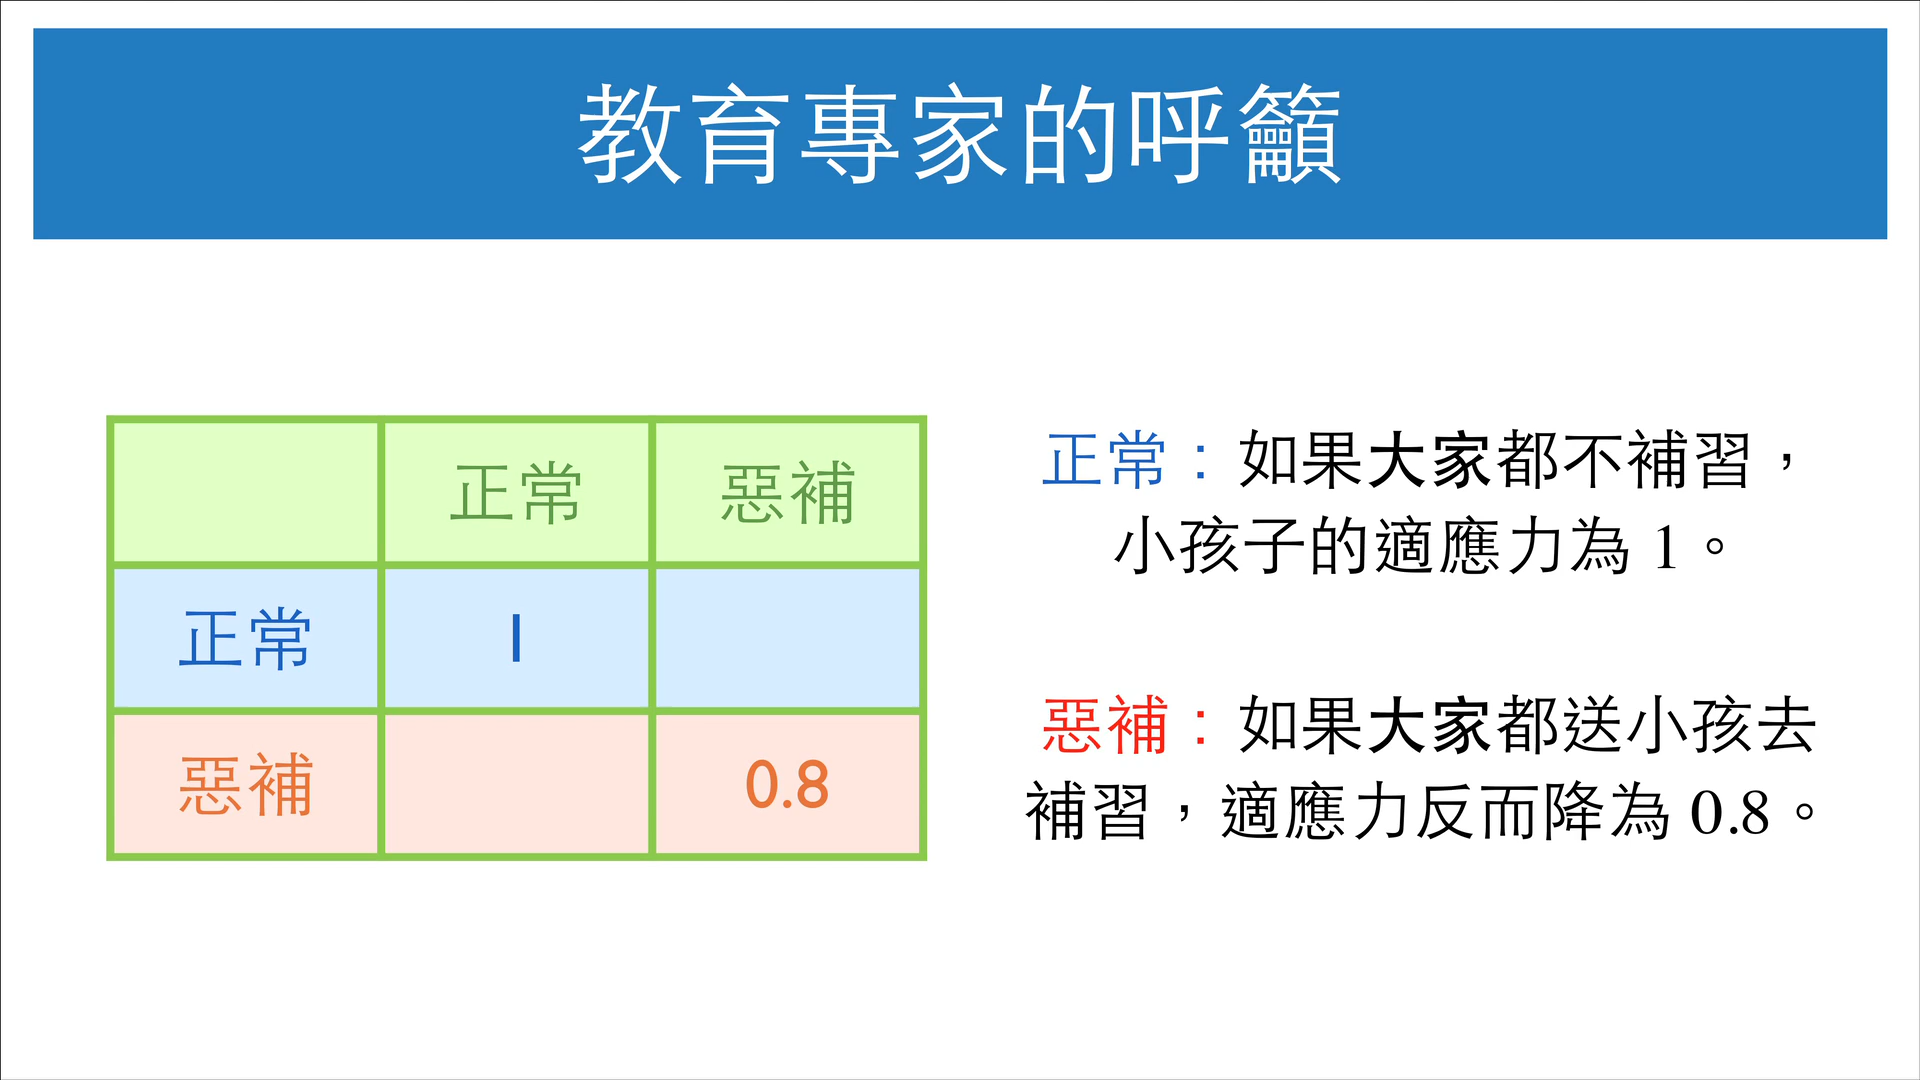 教育專家的呼籲
正常 惡補
正常 1
惡補 0.8
正常：如果大家都不補習，
小孩子的適應力為 1。
惡補：如果大家都送小孩去
補習，適應力反而降為 0.8。